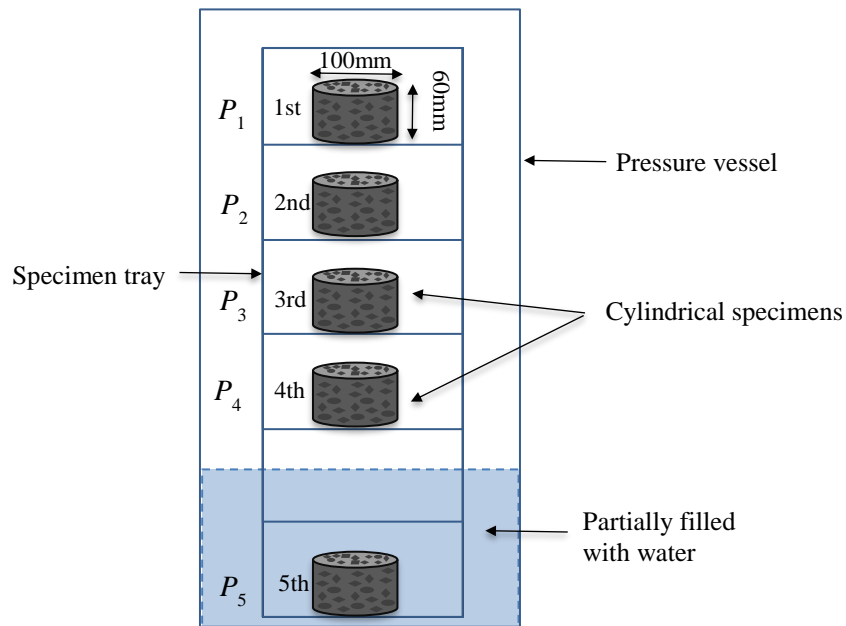 100mm
60mm
P1
1st
Pressure vessel
P2
2nd
Specimen tray
P3
3rd
Cylindrical specimens
P4
4th
Partially filled
with water
P5
5th